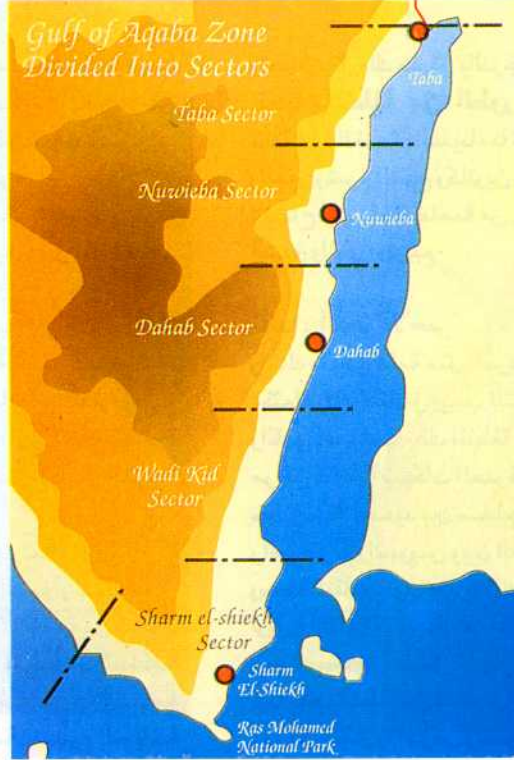 Gulf of Aqaba Zone
Divided Into Sectors
Taba
Taba Sector
Nuwieba Sector
Nuwieba
Dahab Sector
Dahab
Wadi Kid
Sector
Sharm el-shiekh
Sector
Sharm
El-Shiekh
Ras Mohamed
National Park